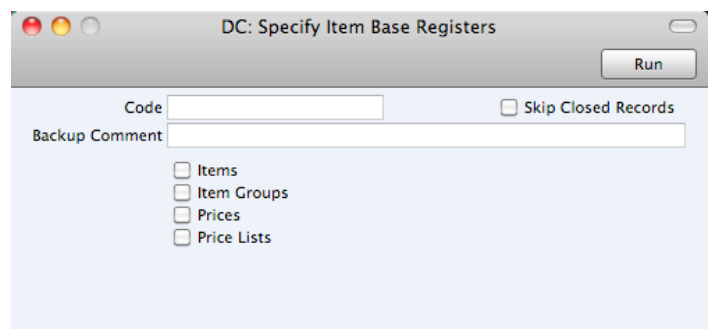 DC: Specify Item Base Registers
Run
Code
Skip Closed Records
Backup Comment
Items
Item Groups
Prices
Price Lists